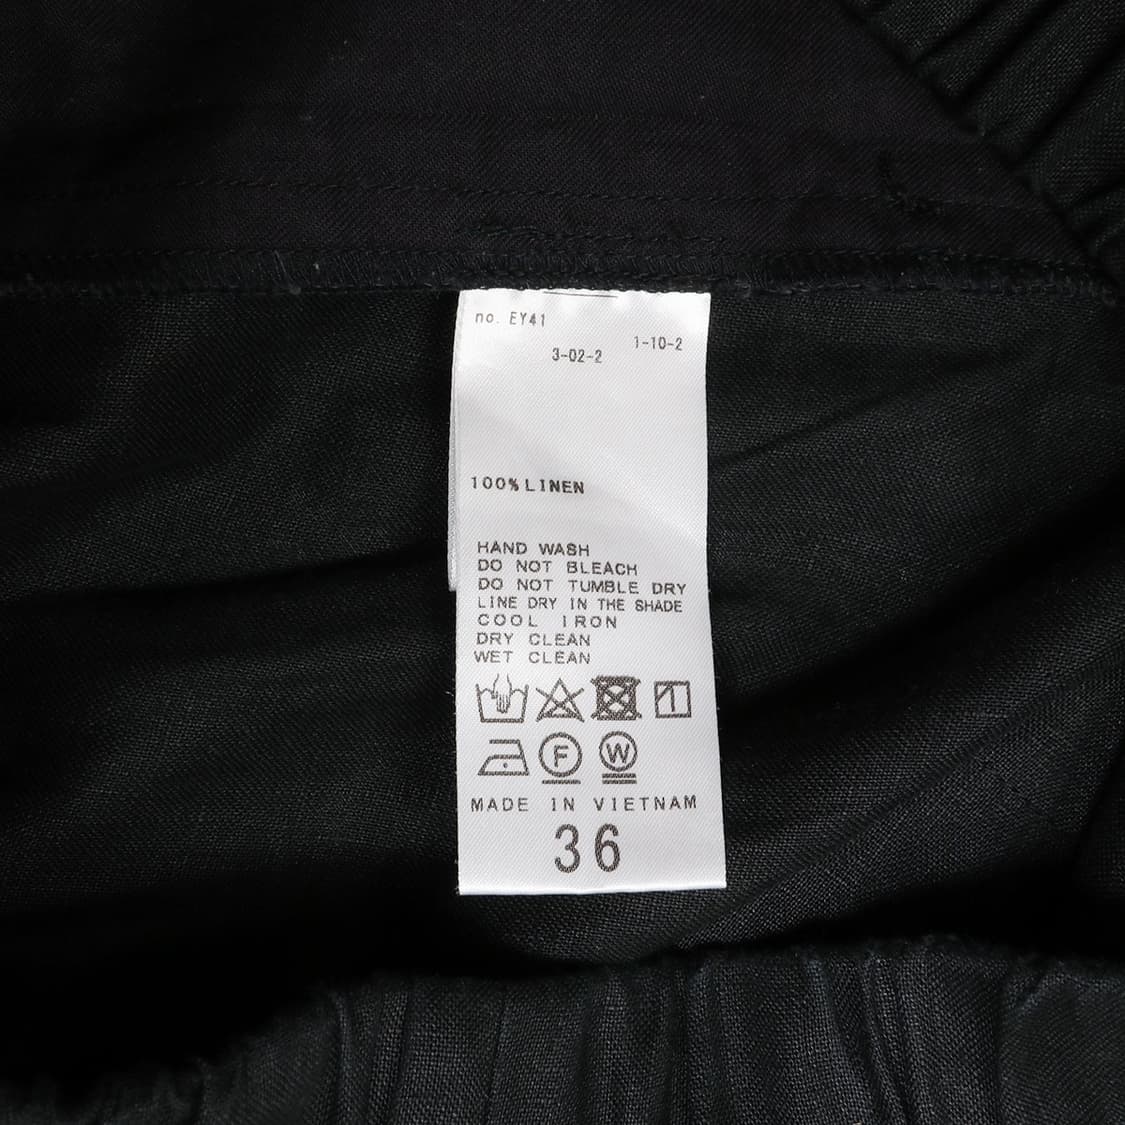 no. EY41
1-10-2
3-02-2
100%LINEN
HAND WASH
DO NOT BLEACH
DO NOT TUMBLE DRY
LINE DRY IN THE SHADE
COOL IRON
DRY CLEAN
WET CLEAN
F W
MADE IN VIETNAM
36